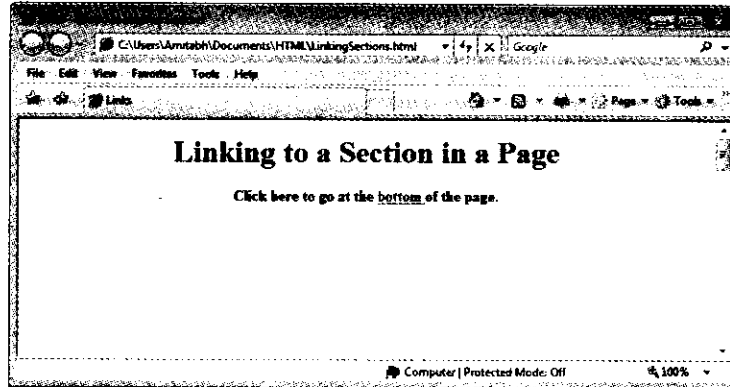 C:\Users\Amitabh\Documents\HTML\LinkingSections.html Google
File Edit View Favorites Tools Help
Links Page Tools
Linking to a Section in a Page
Click here to go at the bottom of the page.
Computer | Protected Mode: Off 100%